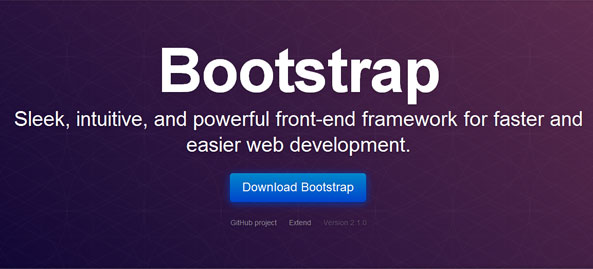 Bootstrap
Sleek, intuitive, and powerful front-end framework for faster and
easier web development.
Download Bootstrap
GitHub project Extend Version 2.1.0